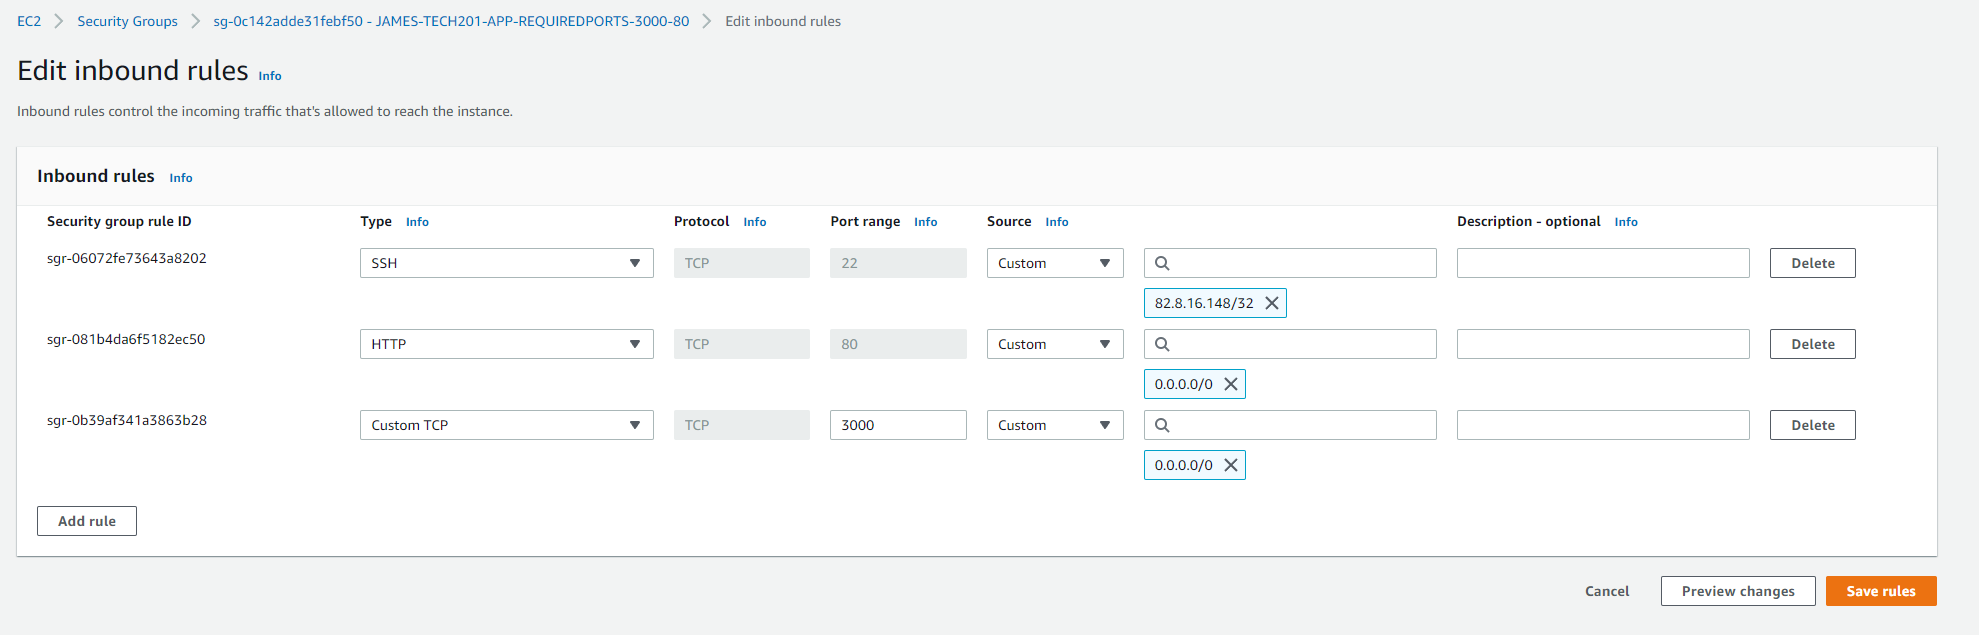 EC2 > Security Groups > sg-0c142adde31febf50 - JAMES-TECH201-APP-REQUIREDPORTS-3000-80 > Edit inbound rules
Edit inbound rules Info
Inbound rules control the incoming traffic that's allowed to reach the instance.
Inbound rules Info
Security group rule ID Type Info Protocol Info Port range Info Source Info Description - optional Info
sgr-06072fe73643a8202 SSH TCP 22 Custom Delete
82.8.16.148/32
sgr-081b4da6f5182ec50 HTTP TCP 80 Custom Delete
0.0.0.0/0
sgr-0b39af341a3863b28 Custom TCP TCP 3000 Custom Delete
0.0.0.0/0
Add rule
Cancel Preview changes Save rules